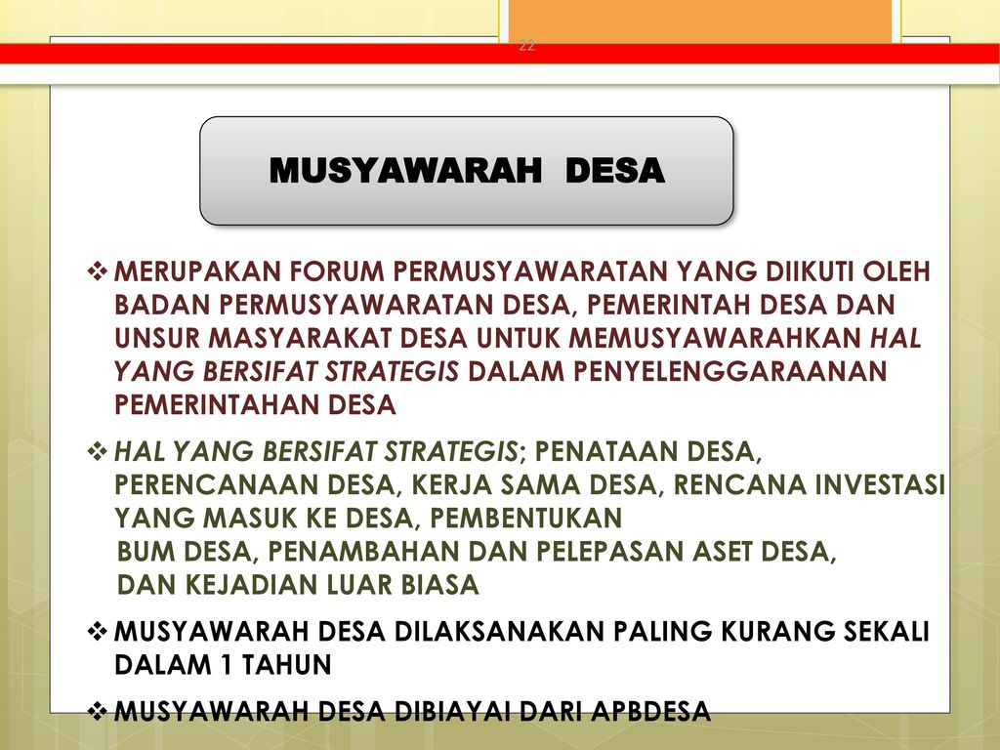 22
MUSYAWARAH DESA
❖ MERUPAKAN FORUM PERMUSYAWARATAN YANG DIIKUTI OLEH
BADAN PERMUSYAWARATAN DESA, PEMERINTAH DESA DAN
UNSUR MASYARAKAT DESA UNTUK MEMUSYAWARAHKAN HAL
YANG BERSIFAT STRATEGIS DALAM PENYELENGGARAANAN
PEMERINTAHAN DESA
❖ HAL YANG BERSIFAT STRATEGIS; PENATAAN DESA,
PERENCANAAN DESA, KERJA SAMA DESA, RENCANA INVESTASI
YANG MASUK KE DESA, PEMBENTUKAN
BUM DESA, PENAMBAHAN DAN PELEPASAN ASET DESA,
DAN KEJADIAN LUAR BIASA
❖ MUSYAWARAH DESA DILAKSANAKAN PALING KURANG SEKALI
DALAM 1 TAHUN
❖ MUSYAWARAH DESA DIBIAYAI DARI APBDESA